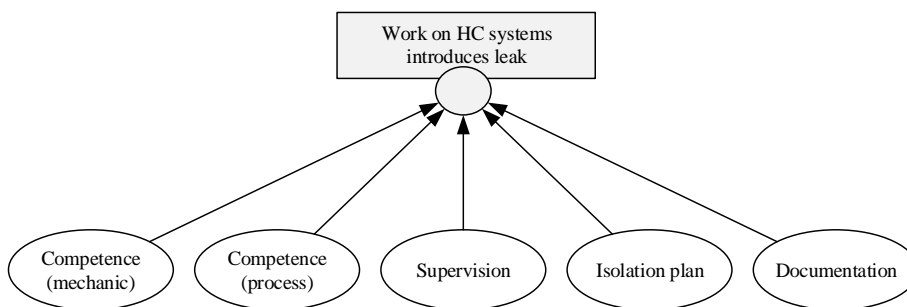 Work on HC systems
introduces leak
Competence
(mechanic)
Competence
(process)
Supervision
Isolation plan
Documentation